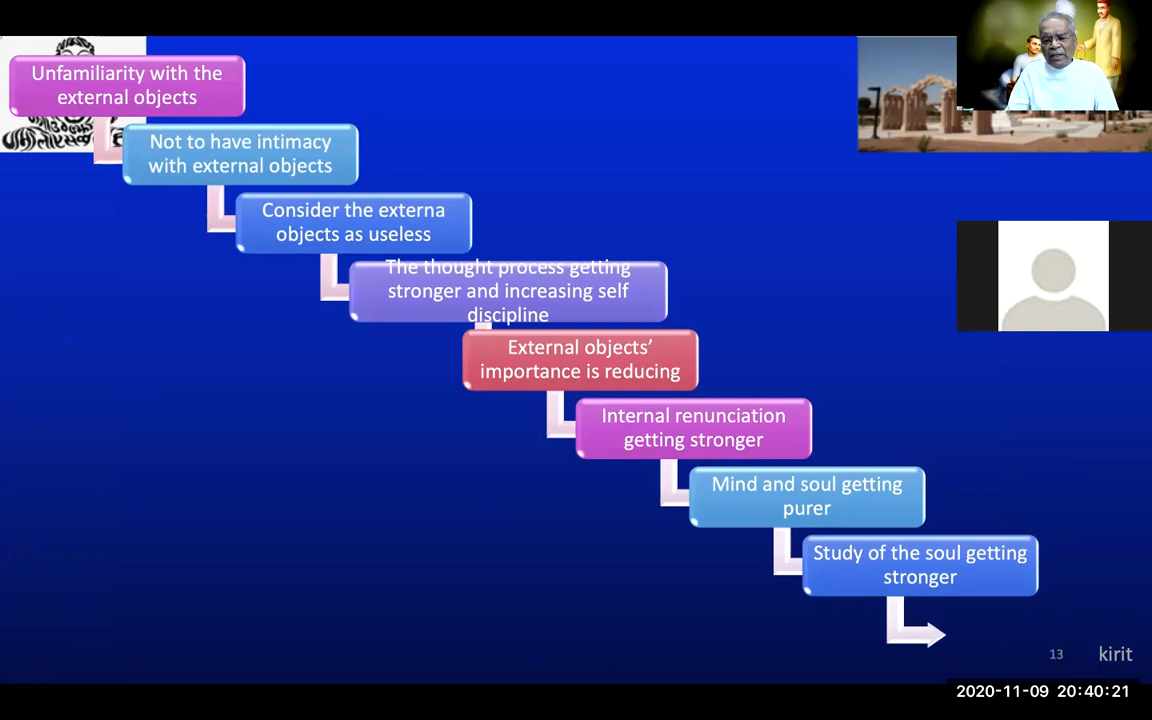 Unfamiliarity with the
external objects
Not to have intimacy
with external objects
Consider the externa
objects as useless
The thought process getting
stronger and increasing self
discipline
External objects’
importance is reducing
Internal renunciation
getting stronger
Mind and soul getting
purer
Study of the soul getting
stronger
13
kirit
2020-11-09 20:40:21